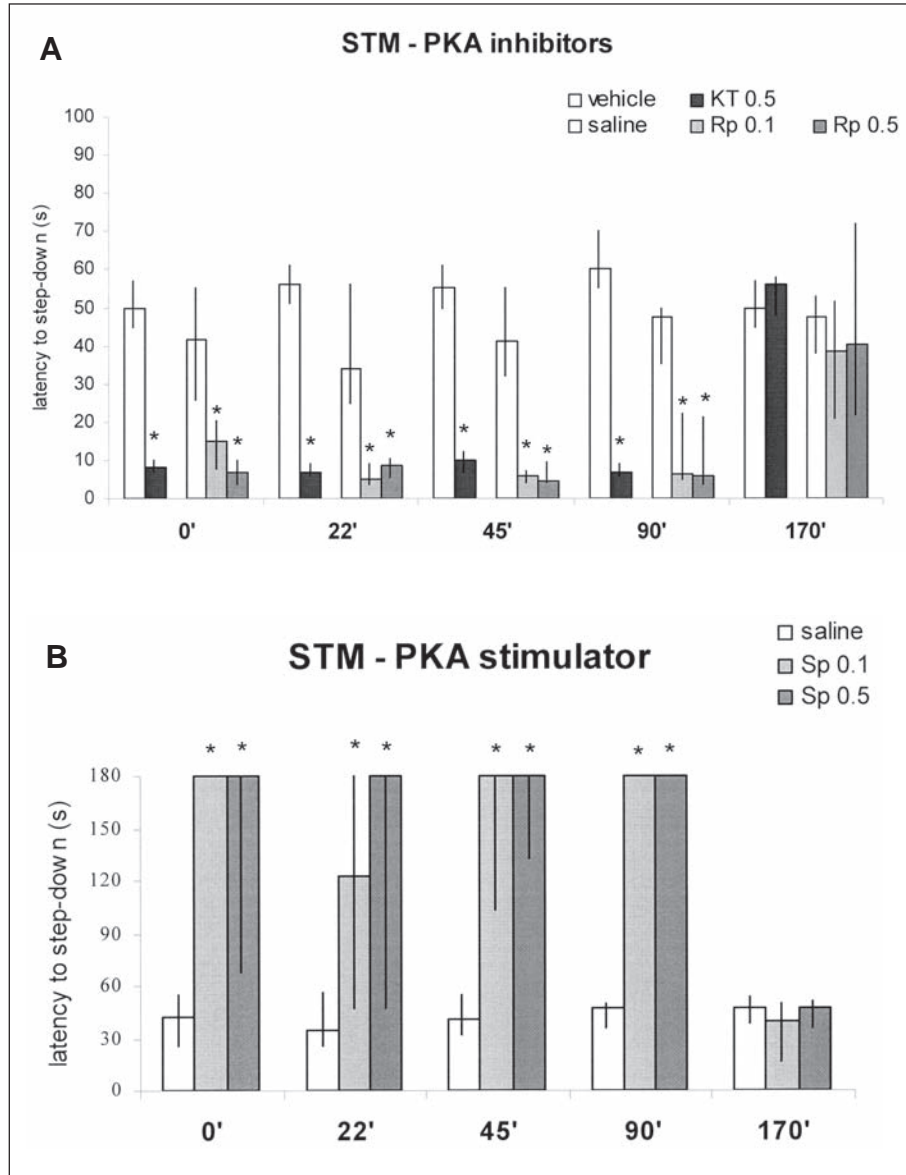 A
STM - PKA inhibitors
vehicle KT 0.5
saline Rp 0.1 Rp 0.5
latency to step-down (s)
100
90
80
70
60
50
40
30
20
10
0
* * * * * * * * * * * *
0' 22' 45' 90' 170'
B
STM - PKA stimulator
saline
Sp 0.1
Sp 0.5
latency to step-down (s)
* * * * * * * *
180
150
120
90
60
30
0
0' 22' 45' 90' 170'